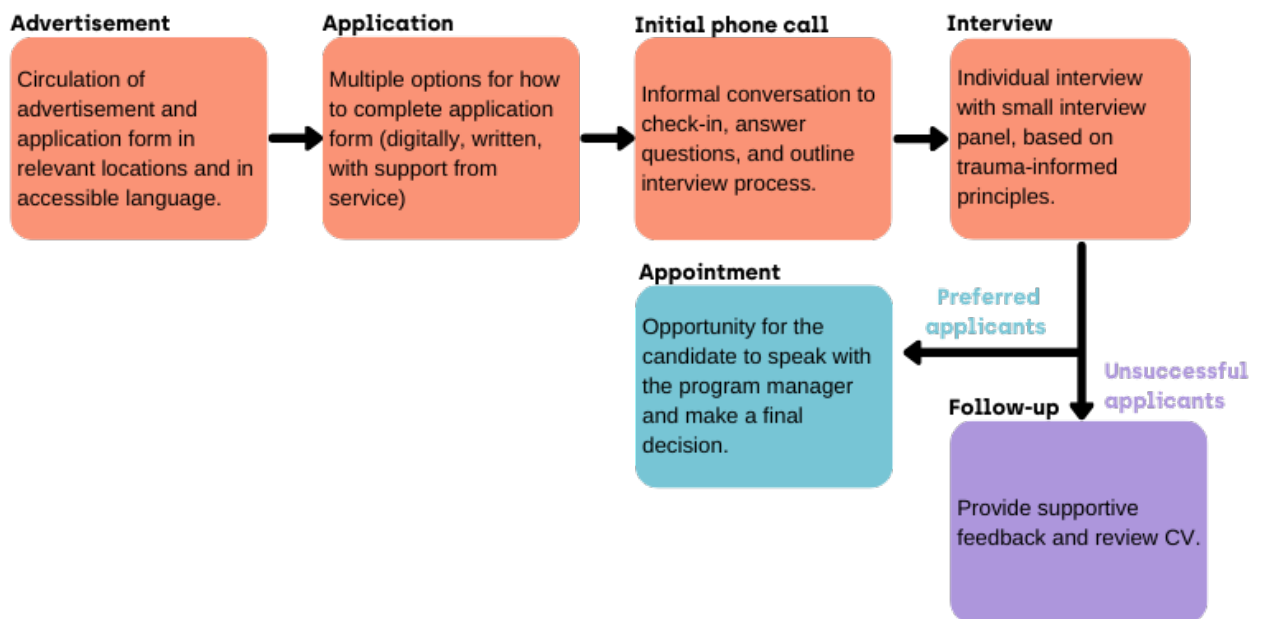 Advertisement
Circulation of
advertisement and
application form in
relevant locations and in
accessible language.
Application
Multiple options for how
to complete application
form (digitally, written,
with support from
service)
Initial phone call
Informal conversation to
check-in, answer
questions, and outline
interview process.
Interview
Individual interview
with small interview
panel, based on
trauma-informed
principles.
Preferred
applicants
Appointment
Opportunity for the
candidate to speak with
the program manager
and make a final
decision.
Unsuccessful
applicants
Follow-up
Provide supportive
feedback and review CV.